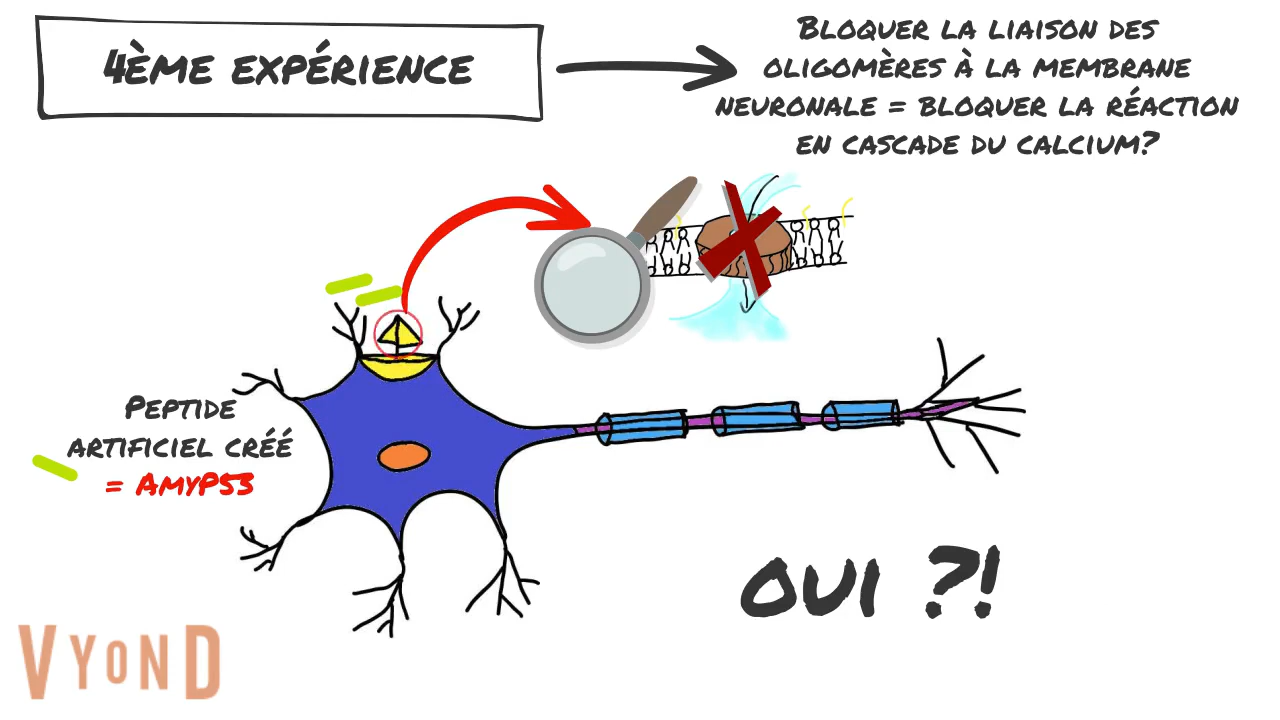 4ème expérience
Bloquer la liaison des
oligomères à la membrane
neuronale = bloquer la réaction
en cascade du calcium?
Peptide
artificiel créé
= AmyP53
OUI ?!
VYOND